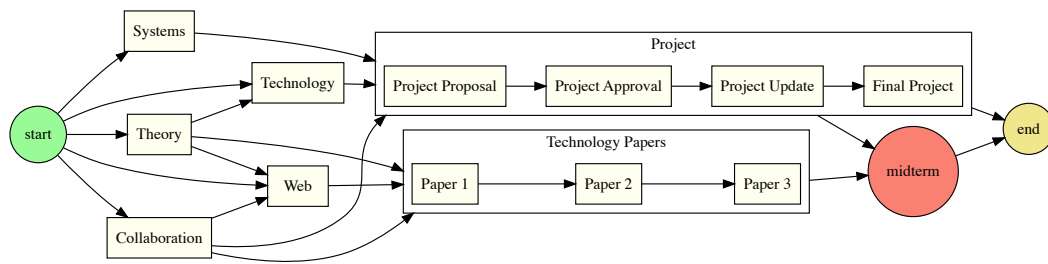 Systems
Project
Technology
Project Proposal
Project Approval
Project Update
Final Project
start
Theory
end
Technology Papers
midterm
Web
Paper 1
Paper 2
Paper 3
Collaboration